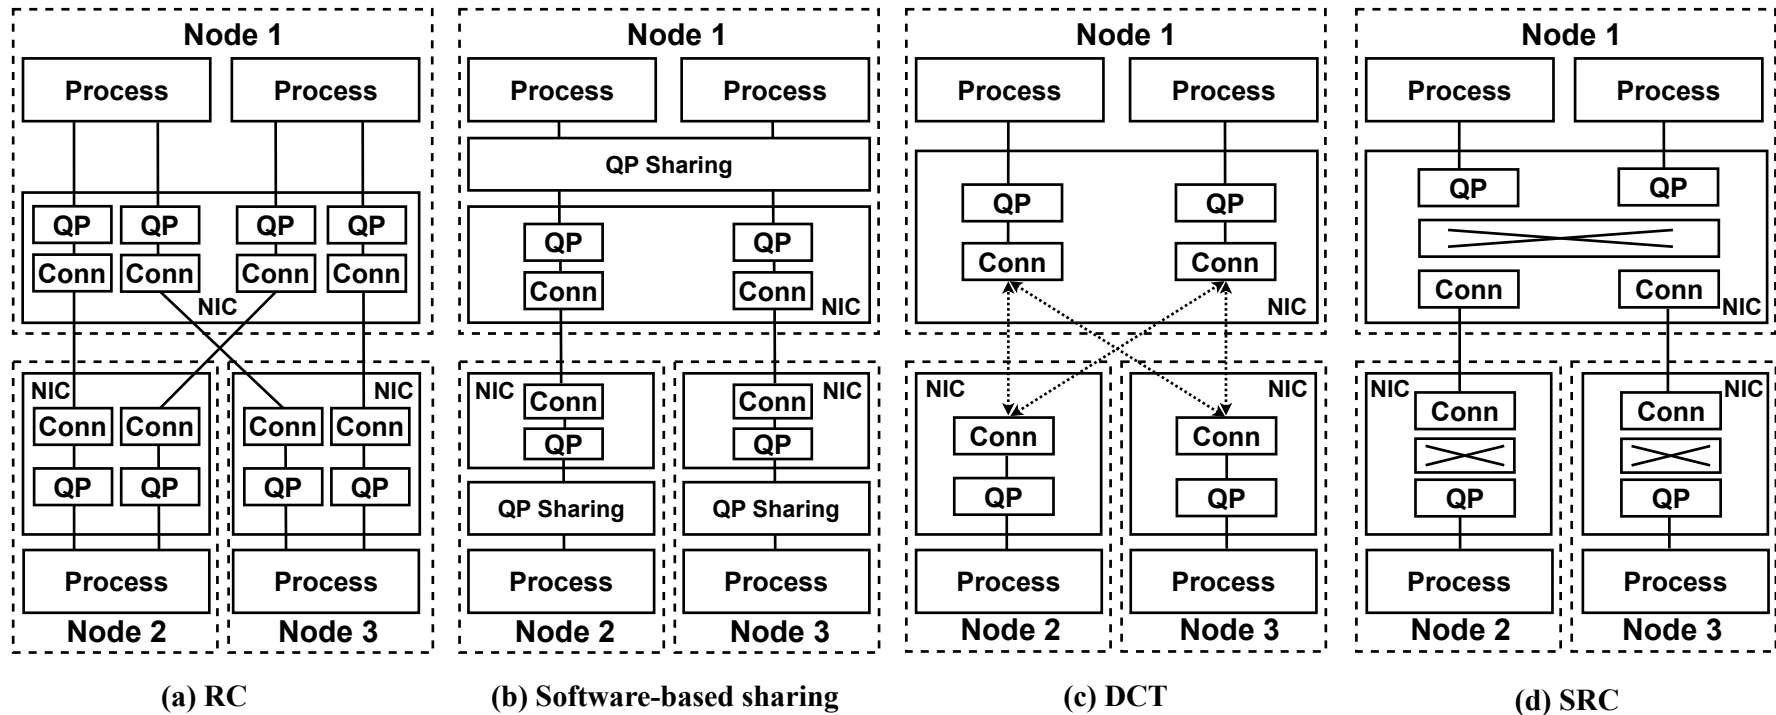 Node 1
Process
Process
QP
QP
QP
QP
Conn
Conn
Conn
Conn
NIC
NIC
NIC
Conn
Conn
Conn
Conn
QP
QP
QP
QP
Process
Process
Node 2
Node 3
(a) RC
Node 1
Process
Process
QP Sharing
QP
QP
Conn
Conn
NIC
NIC
NIC
Conn
Conn
QP
QP
QP Sharing
QP Sharing
Process
Process
Node 2
Node 3
(b) Software-based sharing
Node 1
Process
Process
QP
QP
Conn
Conn
NIC
NIC
NIC
Conn
Conn
QP
QP
Process
Process
Node 2
Node 3
(c) DCT
Node 1
Process
Process
QP
QP
Conn
Conn
NIC
NIC
NIC
Conn
Conn
QP
QP
Process
Process
Node 2
Node 3
(d) SRC